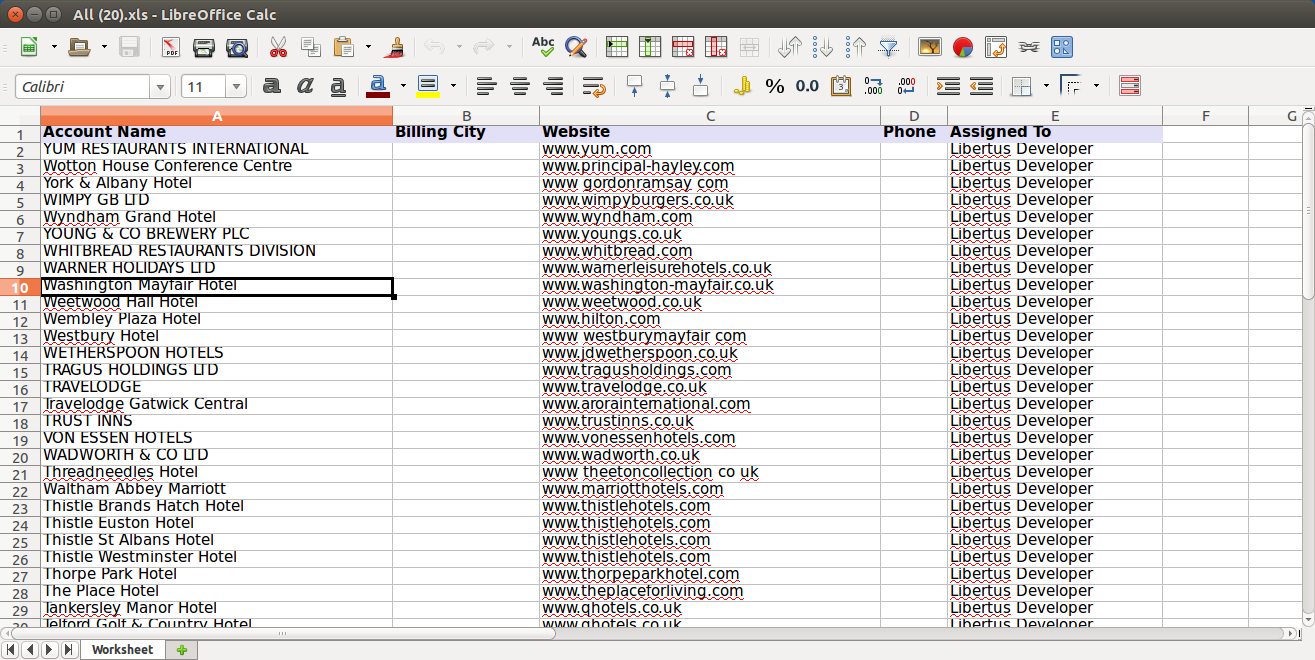 All (20).xls - LibreOffice Calc
Calibri 11 a a a a % 0.0
A B C D E F G
1 Account Name Billing City Website Phone Assigned To
2 YUM RESTAURANTS INTERNATIONAL www.yum.com Libertus Developer
3 Wotton House Conference Centre www.principal-hayley.com Libertus Developer
4 York & Albany Hotel www gordonramsay com Libertus Developer
5 WIMPY GB LTD www.wimpyburgers.co.uk Libertus Developer
6 Wyndham Grand Hotel www.wyndham.com Libertus Developer
7 YOUNG & CO BREWERY PLC www.youngs.co.uk Libertus Developer
8 WHITBREAD RESTAURANTS DIVISION www.whitbread.com Libertus Developer
9 WARNER HOLIDAYS LTD www.warnerleisurehotels.co.uk Libertus Developer
10 Washington Mayfair Hotel www.washington-mayfair.co.uk Libertus Developer
11 Weetwood Hall Hotel www.weetwood.co.uk Libertus Developer
12 Wembley Plaza Hotel www.hilton.com Libertus Developer
13 Westbury Hotel www westburymayfair com Libertus Developer
14 WETHERSPOON HOTELS www.jdwetherspoon.co.uk Libertus Developer
15 TRAGUS HOLDINGS LTD www.tragusholdings.com Libertus Developer
16 TRAVELODGE www.travelodge.co.uk Libertus Developer
17 Travelodge Gatwick Central www.arorainternational.com Libertus Developer
18 TRUST INNS www.trustinns.co.uk Libertus Developer
19 VON ESSEN HOTELS www.vonessenhotels.com Libertus Developer
20 WADWORTH & CO LTD www.wadworth.co.uk Libertus Developer
21 Threadneedles Hotel www theetoncollection co uk Libertus Developer
22 Waltham Abbey Marriott www.marriotthotels.com Libertus Developer
23 Thistle Brands Hatch Hotel www.thistlehotels.com Libertus Developer
24 Thistle Euston Hotel www.thistlehotels.com Libertus Developer
25 Thistle St Albans Hotel www.thistlehotels.com Libertus Developer
26 Thistle Westminster Hotel www.thistlehotels.com Libertus Developer
27 Thorpe Park Hotel www.thorpeparkhotel.com Libertus Developer
28 The Place Hotel www.theplaceforliving.com Libertus Developer
29 Tankersley Manor Hotel www.qhotels.co.uk Libertus Developer
30 Telford Golf & Country Hotel www.qhotels.co.uk Libertus Developer
Worksheet